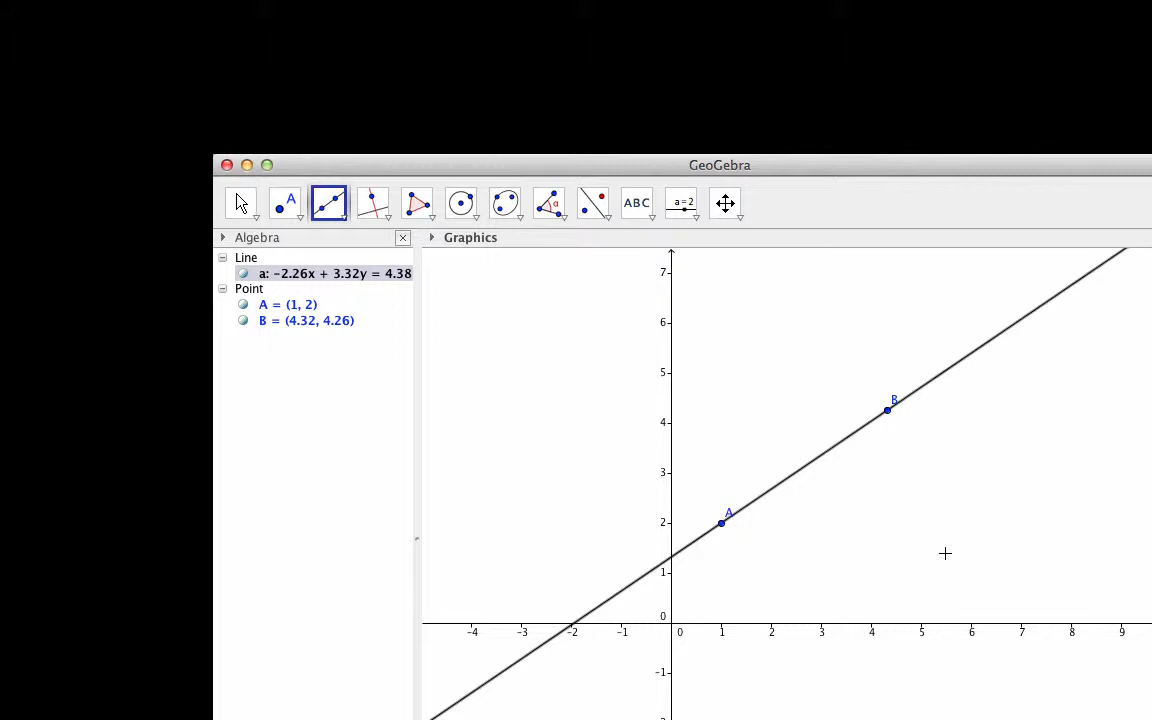 GeoGebra
A α ABC a = 2
Algebra Graphics
Line
a: -2.26x + 3.32y = 4.38
Point
A = (1, 2)
B = (4.32, 4.26)
7
6
5
B
4
3
A
2
1
0
-4 -3 -2 -1 0 1 2 3 4 5 6 7 8 9
-1